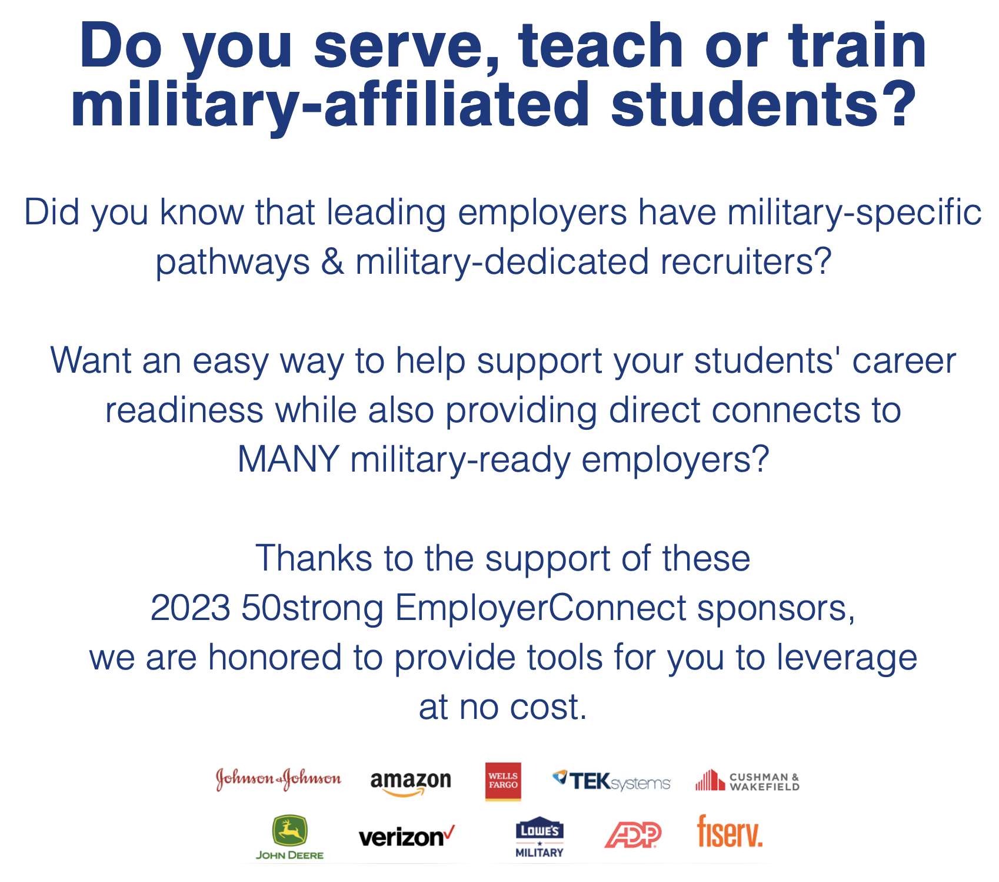 Do you serve, teach or train
military-affiliated students?
Did you know that leading employers have military-specific
pathways & military-dedicated recruiters?
Want an easy way to help support your students' career
readiness while also providing direct connects to
MANY military-ready employers?
Thanks to the support of these
2023 50strong EmployerConnect sponsors,
we are honored to provide tools for you to leverage
at no cost.
Johnson & Johnson
amazon
WELLS
FARGO
TEKsystems
CUSHMAN &
WAKEFIELD
JOHN DEERE
verizon
LOWE'S
MILITARY
ADP
fiserv.